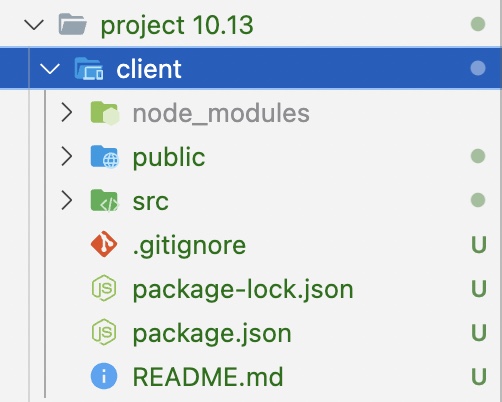 project 10.13
client
node_modules
public
src
.gitignore
U
package-lock.json
U
package.json
U
README.md
U